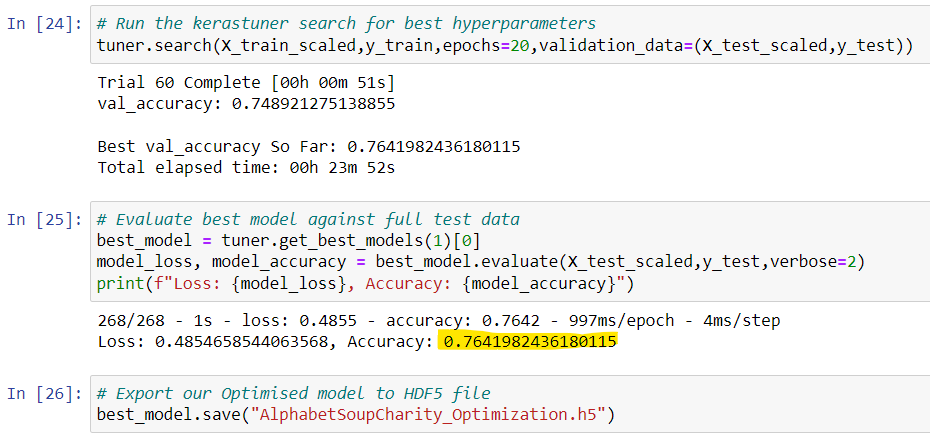 In [24]: # Run the kerastuner search for best hyperparameters
tuner.search(X_train_scaled,y_train,epochs=20,validation_data=(X_test_scaled,y_test))
Trial 60 Complete [00h 00m 51s]
val_accuracy: 0.748921275138855
Best val_accuracy So Far: 0.7641982436180115
Total elapsed time: 00h 23m 52s
In [25]: # Evaluate best model against full test data
best_model = tuner.get_best_models(1)[0]
model_loss, model_accuracy = best_model.evaluate(X_test_scaled,y_test,verbose=2)
print(f"Loss: {model_loss}, Accuracy: {model_accuracy}")
268/268 - 1s - loss: 0.4855 - accuracy: 0.7642 - 997ms/epoch - 4ms/step
Loss: 0.4854658544063568, Accuracy: 0.7641982436180115
In [26]: # Export our Optimised model to HDF5 file
best_model.save("AlphabetSoupCharity_Optimization.h5")